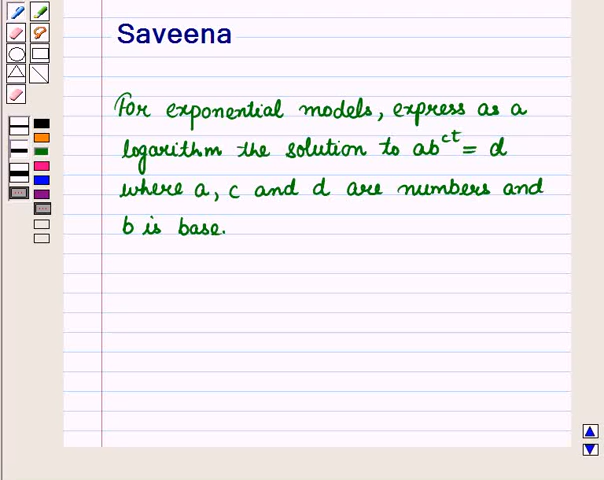 Saveena
For exponential models, express as a
logarithm the solution to ab^ct = d
where a, c and d are numbers and
b is base.